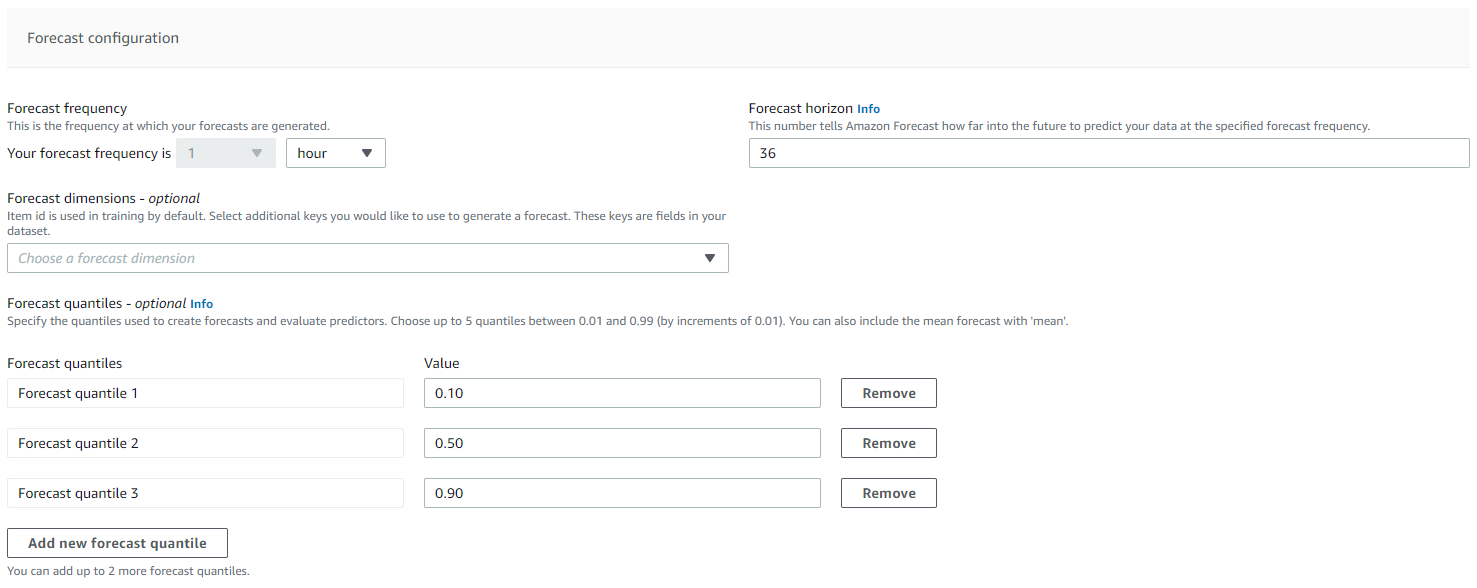 Forecast configuration
Forecast frequency
This is the frequency at which your forecasts are generated.
Your forecast frequency is 1 hour
Forecast horizon Info
This number tells Amazon Forecast how far into the future to predict your data at the specified forecast frequency.
36
Forecast dimensions - optional
Item id is used in training by default. Select additional keys you would like to use to generate a forecast. These keys are fields in your
dataset.
Choose a forecast dimension
Forecast quantiles - optional Info
Specify the quantiles used to create forecasts and evaluate predictors. Choose up to 5 quantiles between 0.01 and 0.99 (by increments of 0.01). You can also include the mean forecast with 'mean'.
Forecast quantiles Value
Forecast quantile 1 0.10 Remove
Forecast quantile 2 0.50 Remove
Forecast quantile 3 0.90 Remove
Add new forecast quantile
You can add up to 2 more forecast quantiles.